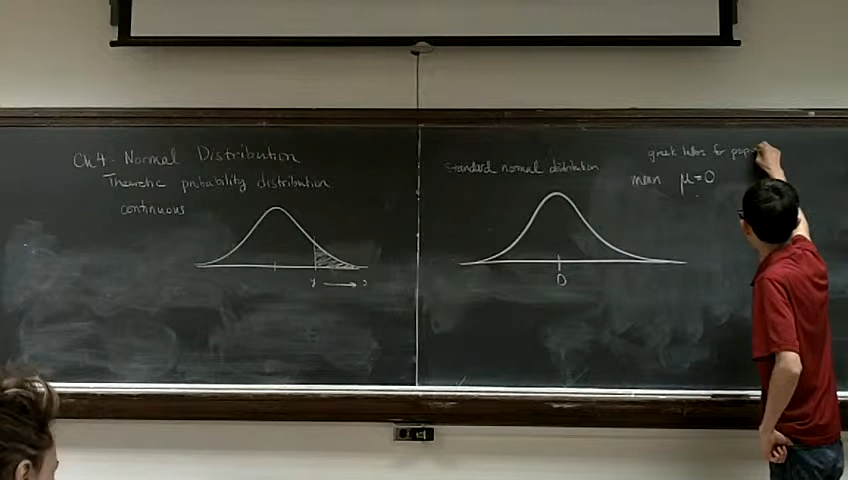 Ch4. Normal Distribution
Theoretic probability distribution
continuous
standard normal distribution
greek letters for
mean μ=0
0